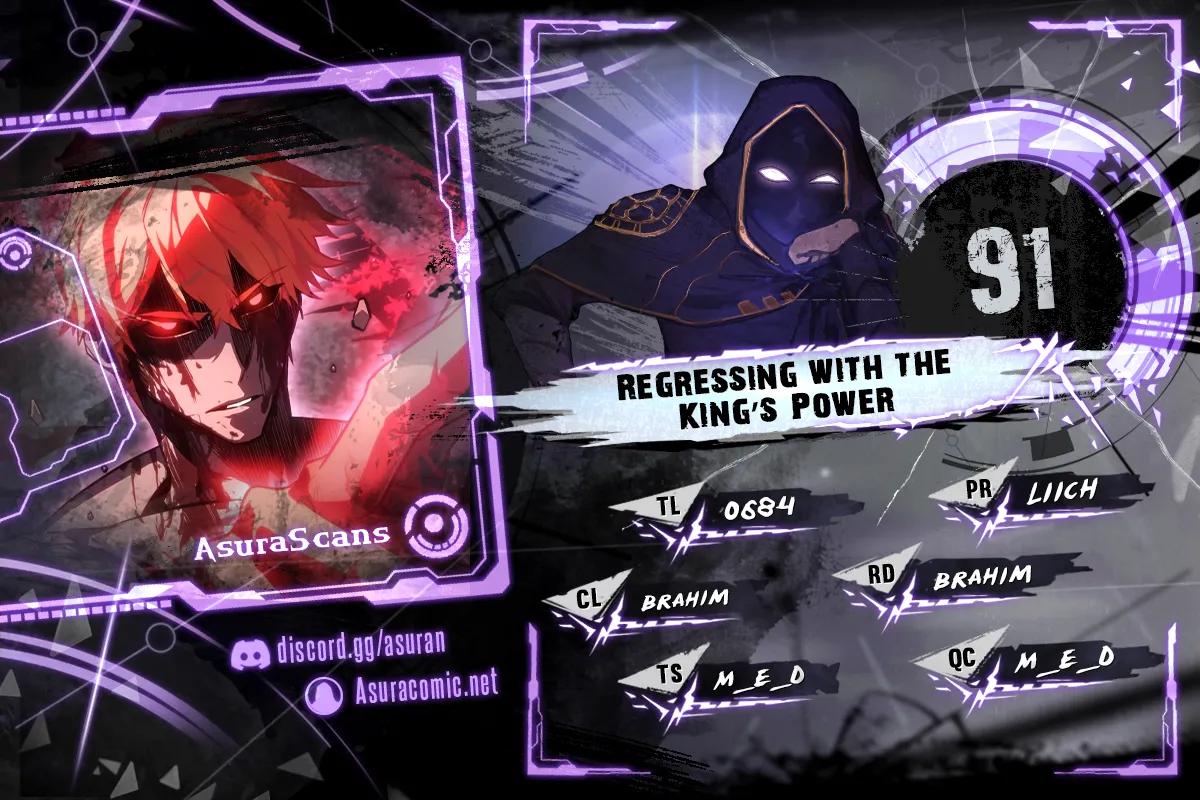 91
REGRESSING WITH THE
KING'S POWER
AsuraScans
TL 0684
PR LIICH
CL BRAHIM
RD BRAHIM
TS M_E_D
QC M_E_D
discord.gg/asuran
Asuracomic.net